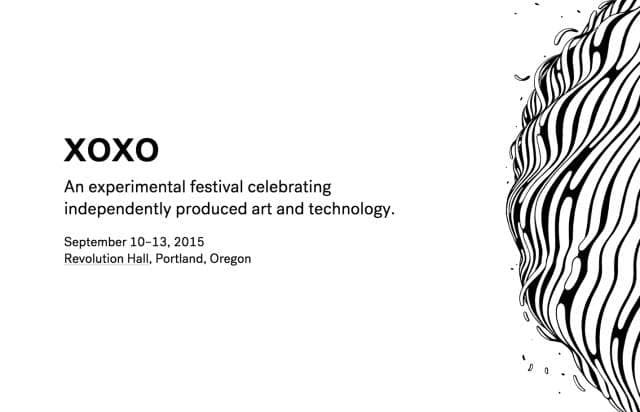 XOXO
An experimental festival celebrating
independently produced art and technology.
September 10–13, 2015
Revolution Hall, Portland, Oregon